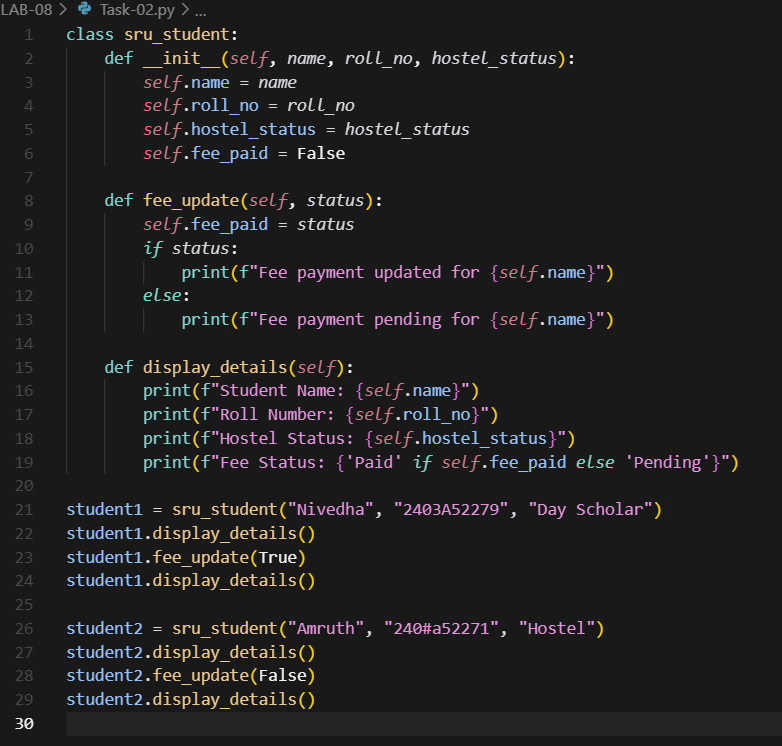 LAB-08 > Task-02.py > ...
1 class sru_student:
2     def __init__(self, name, roll_no, hostel_status):
3         self.name = name
4         self.roll_no = roll_no
5         self.hostel_status = hostel_status
6         self.fee_paid = False
7
8     def fee_update(self, status):
9         self.fee_paid = status
10         if status:
11             print(f"Fee payment updated for {self.name}")
12         else:
13             print(f"Fee payment pending for {self.name}")
14
15     def display_details(self):
16         print(f"Student Name: {self.name}")
17         print(f"Roll Number: {self.roll_no}")
18         print(f"Hostel Status: {self.hostel_status}")
19         print(f"Fee Status: {'Paid' if self.fee_paid else 'Pending'}")
20
21 student1 = sru_student("Nivedha", "2403A52279", "Day Scholar")
22 student1.display_details()
23 student1.fee_update(True)
24 student1.display_details()
25
26 student2 = sru_student("Amruth", "240#a52271", "Hostel")
27 student2.display_details()
28 student2.fee_update(False)
29 student2.display_details()
30